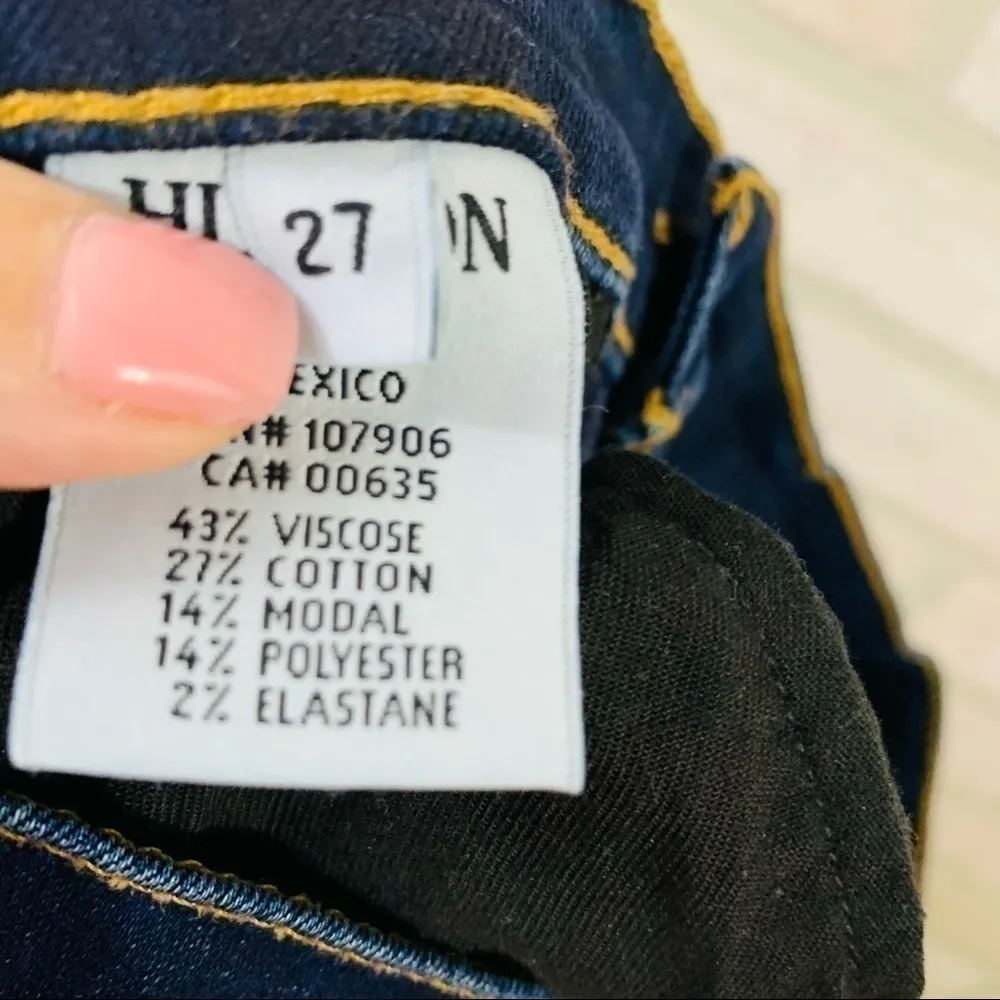 27
EXICO
N# 107906
CA# 00635
43% VISCOSE
27% COTTON
14% MODAL
14% POLYESTER
2% ELASTANE